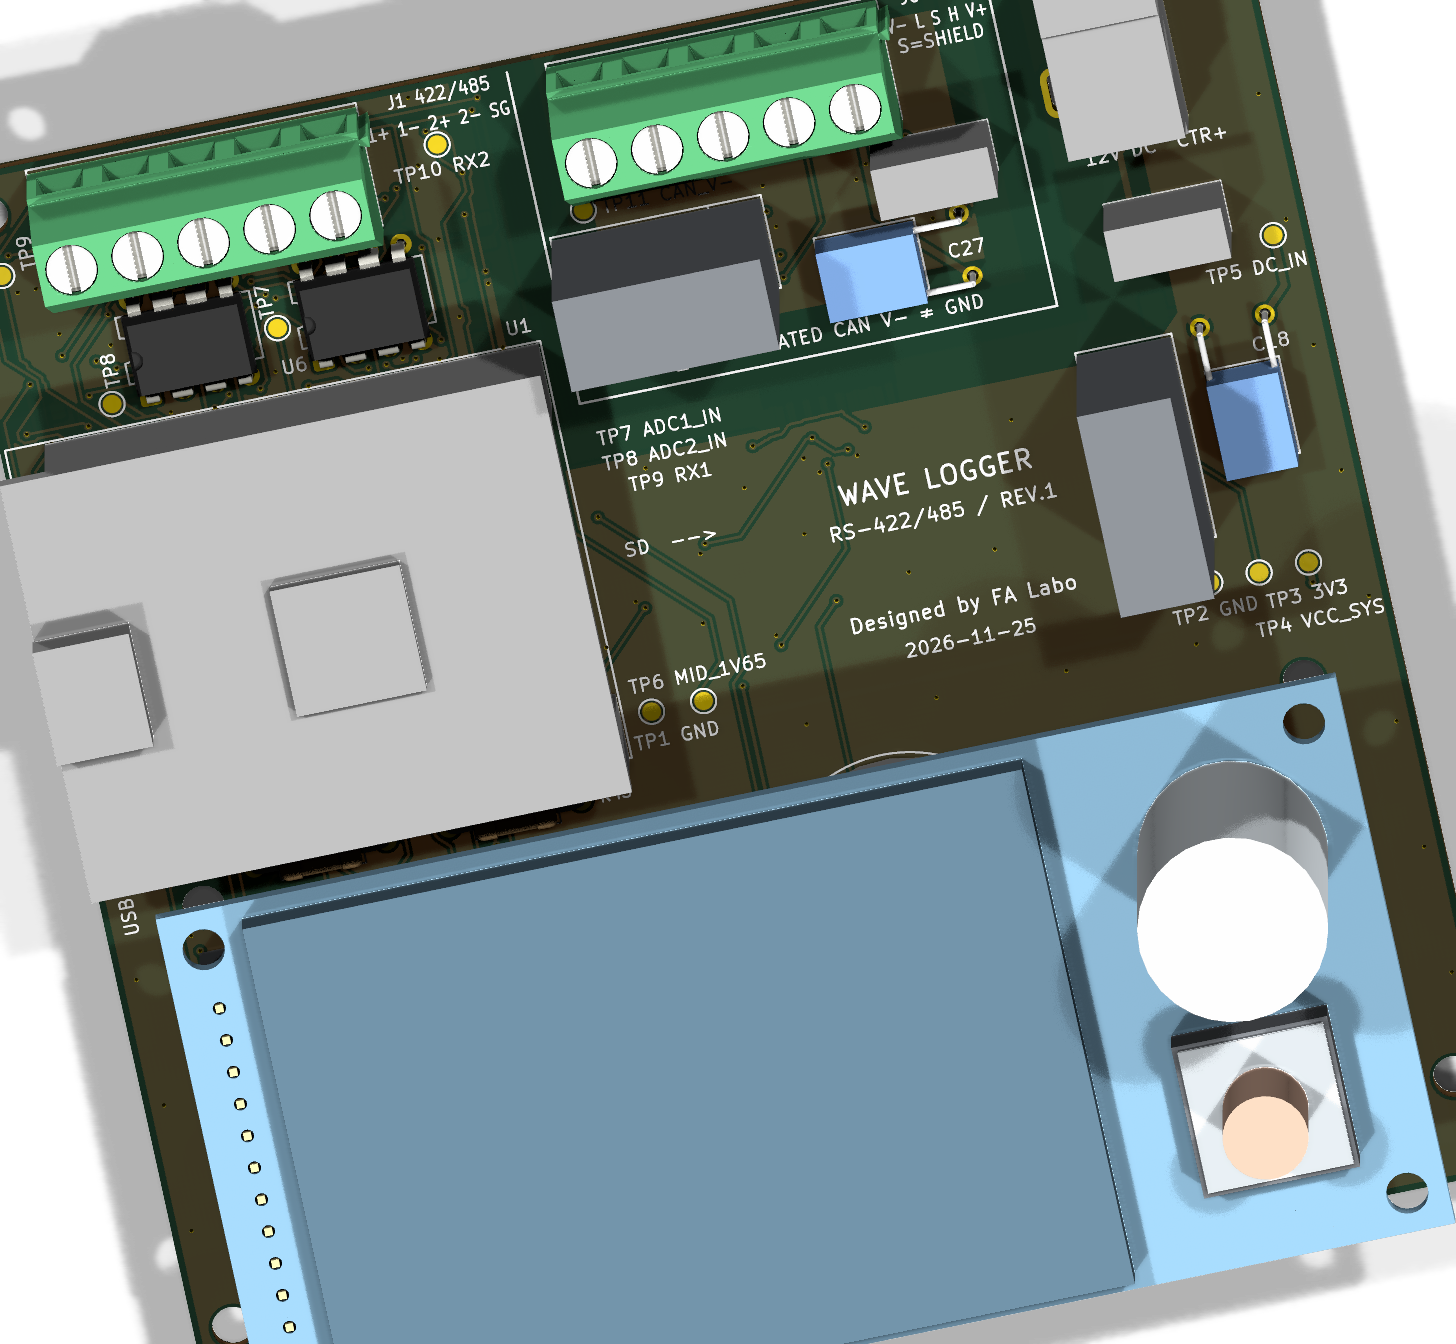 V- L S H V+
S=SHIELD
J1 422/485
1+ 1- 2+ 2- SG
TP10 RX2
12V DC CTR+
TP11 CAN_V-
TP9
C27
TP5 DC_IN
TP7
U1
GND
ATED CAN V- ≠ GND
C18
TP8
U6
TP7 ADC1_IN
TP8 ADC2_IN
TP9 RX1
WAVE LOGGER
RS-422/485 / REV.1
SD -->
TP2 GND TP3 3V3
TP4 VCC_SYS
Designed by FA Labo
2026-11-25
TP6 MID_1V65
TP1 GND
USB